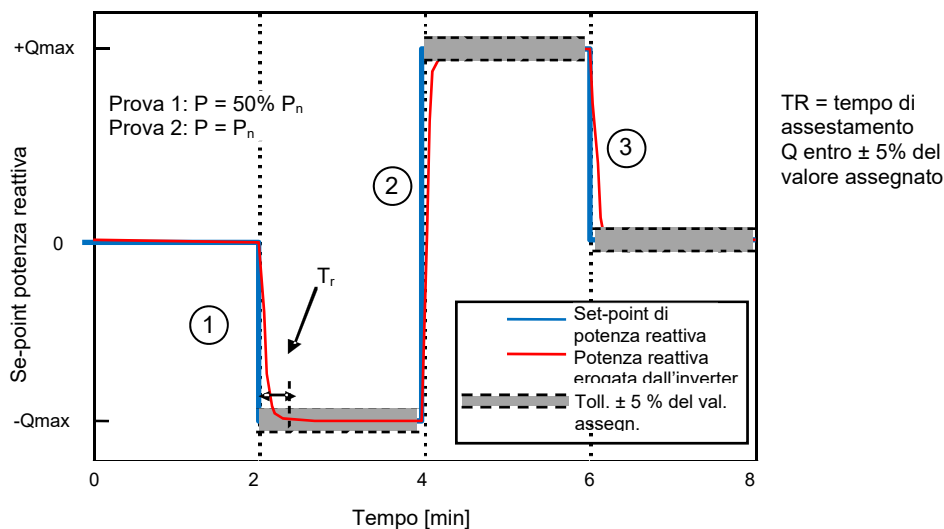 +Qmax
Prova 1: P = 50% Pn
Prova 2: P = Pn
TR = tempo di
assestamento
Q entro ± 5% del
valore assegnato
3
2
Se-point potenza reattiva
0
Tr
1
Set-point di
potenza reattiva
Potenza reattiva
erogata dall'inverter
Toll. ± 5 % del val.
assegn.
-Qmax
0
2
4
6
8
Tempo [min]